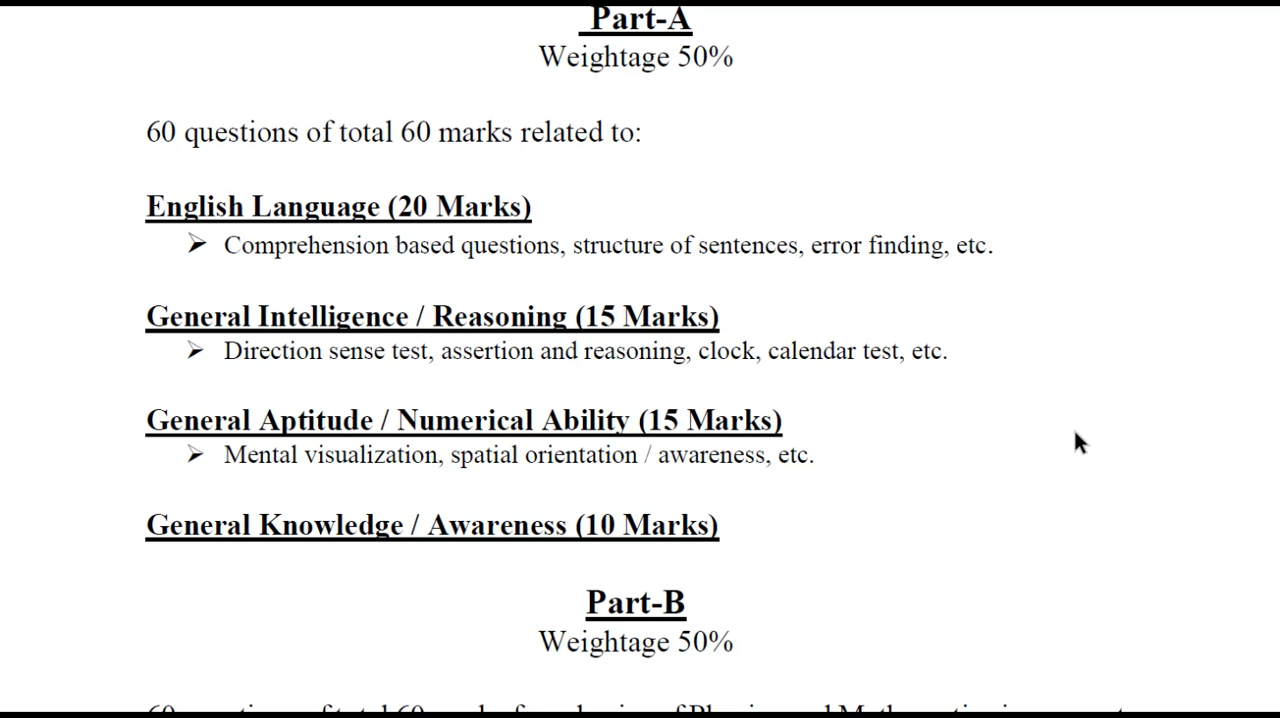 Part-A
Weightage 50%
60 questions of total 60 marks related to:
English Language (20 Marks)
➢ Comprehension based questions, structure of sentences, error finding, etc.
General Intelligence / Reasoning (15 Marks)
➢ Direction sense test, assertion and reasoning, clock, calendar test, etc.
General Aptitude / Numerical Ability (15 Marks)
➢ Mental visualization, spatial orientation / awareness, etc.
General Knowledge / Awareness (10 Marks)
Part-B
Weightage 50%